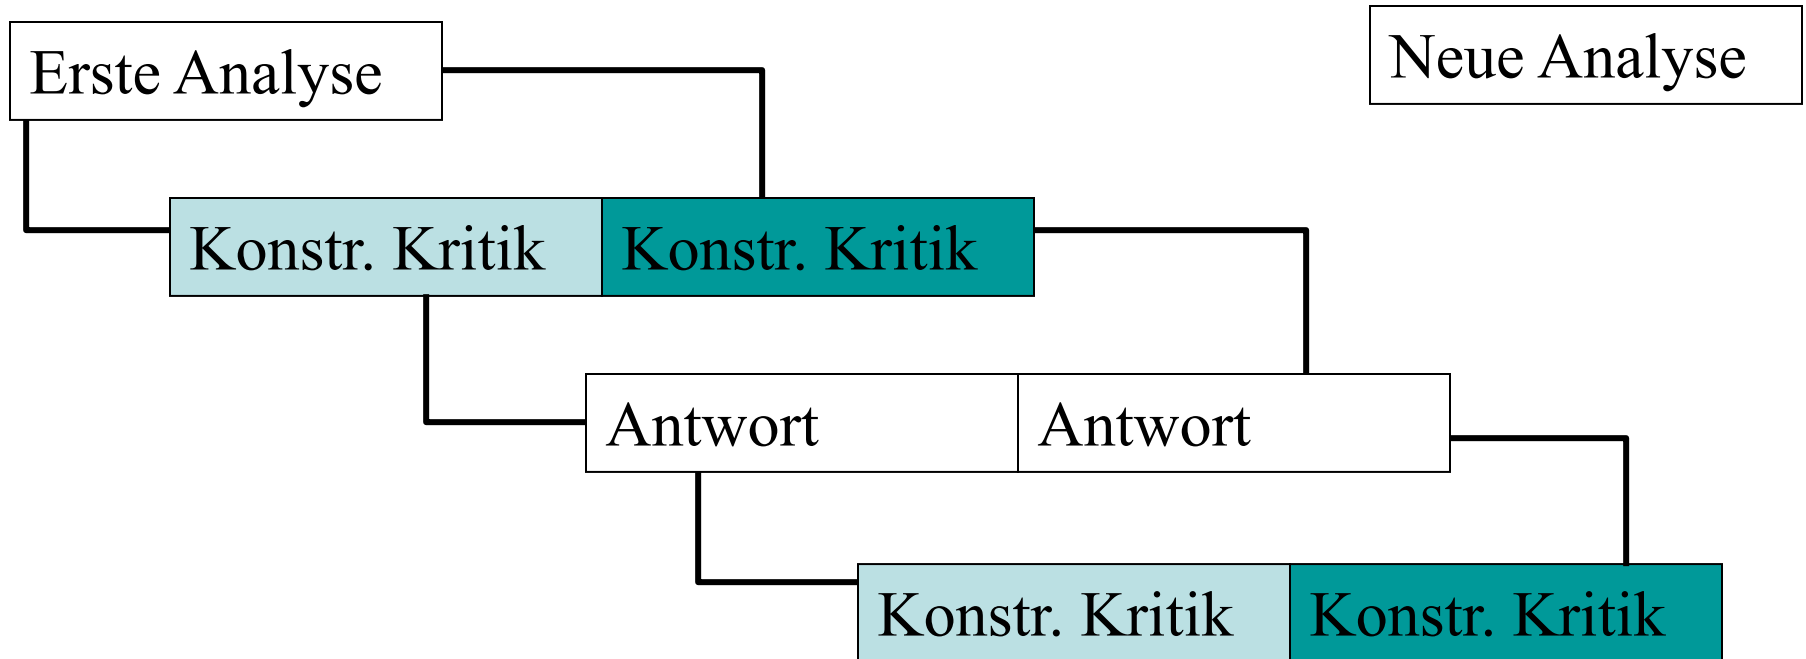 Erste Analyse
Neue Analyse
Konstr. Kritik
Konstr. Kritik
Antwort
Antwort
Konstr. Kritik
Konstr. Kritik